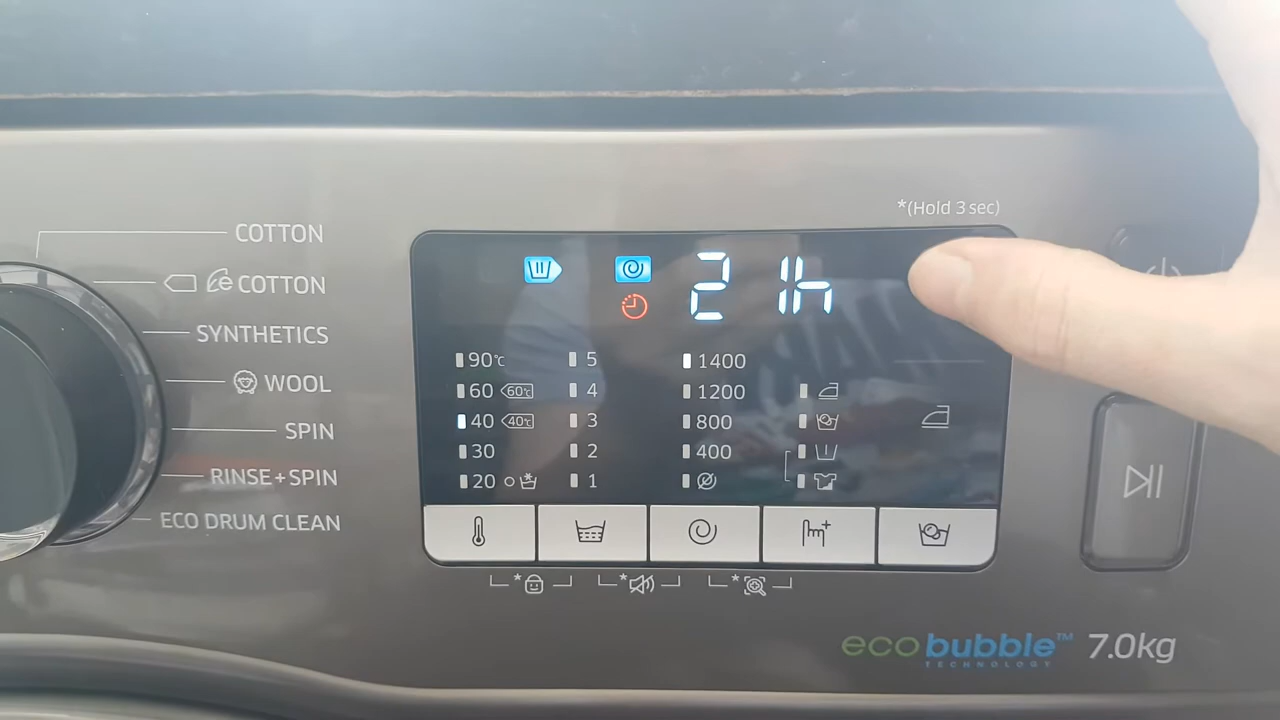 *(Hold 3 sec)
COTTON
e COTTON
SYNTHETICS
WOOL
SPIN
RINSE+SPIN
ECO DRUM CLEAN
2 1H
90℃ 5 1400
60 60℃ 4 1200
40 40℃ 3 800
30 2 400
20 1
* * *
ecobubble™ 7.0kg
TECHNOLOGY